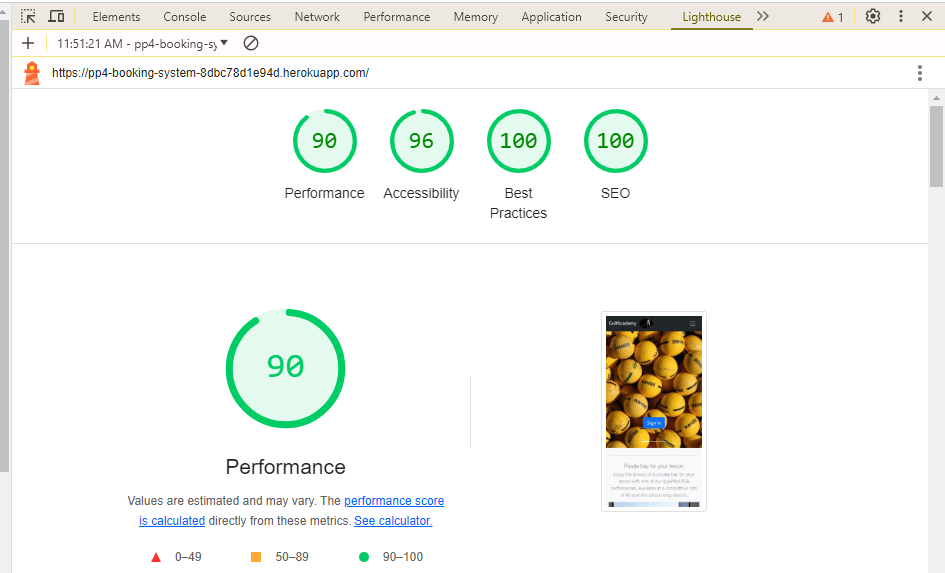 Elements Console Sources Network Performance Memory Application Security Lighthouse 1
11:51:21 AM - pp4-booking-sy
https://pp4-booking-system-8dbc78d1e94d.herokuapp.com/
90 96 100 100
Performance Accessibility Best Practices SEO
90
Performance
Values are estimated and may vary. The performance score
is calculated directly from these metrics. See calculator.
0–49 50–89 90–100
GolfAcademy
Sign In
Private bay for your lesson.
Enjoy the privacy of a private bay for your
lesson with one of our qualified PGA
professionals. Available at a competitive rate
of 40 euro for a hour long session.